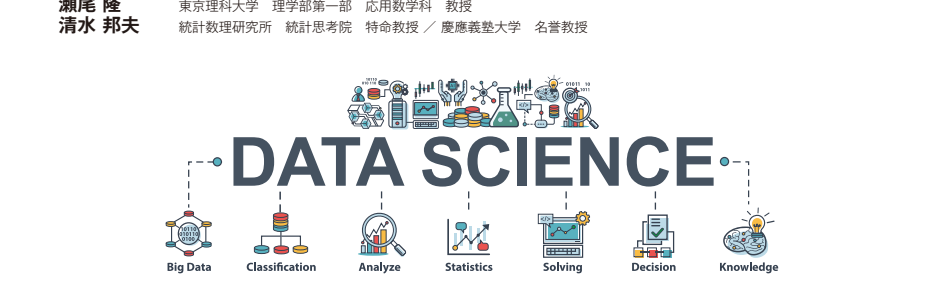 瀬尾 隆 東京理科大学 理学部第一部 応用数学科 教授
清水 邦夫 統計数理研究所 統計思考院 特命教授 ／ 慶應義塾大学 名誉教授
DATA SCIENCE
Big Data Classification Analyze Statistics Solving Decision Knowledge